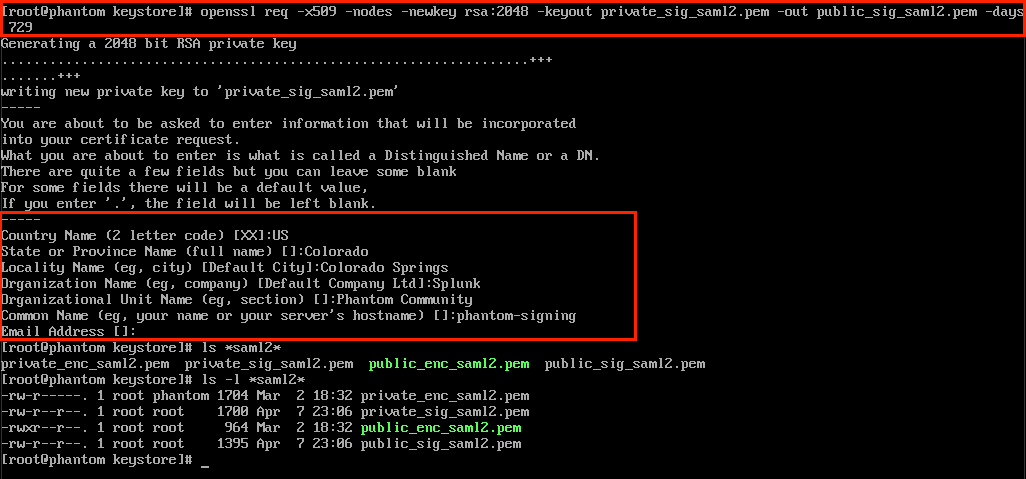 [root@phantom keystore]# openssl req -x509 -nodes -newkey rsa:2048 -keyout private_sig_saml2.pem -out public_sig_saml2.pem -days
 729
Generating a 2048 bit RSA private key
..................................................................+++
.......+++
writing new private key to 'private_sig_saml2.pem'
-----
You are about to be asked to enter information that will be incorporated
into your certificate request.
What you are about to enter is what is called a Distinguished Name or a DN.
There are quite a few fields but you can leave some blank
For some fields there will be a default value,
If you enter '.', the field will be left blank.
-----
Country Name (2 letter code) [XX]:US
State or Province Name (full name) []:Colorado
Locality Name (eg, city) [Default City]:Colorado Springs
Organization Name (eg, company) [Default Company Ltd]:Splunk
Organizational Unit Name (eg, section) []:Phantom Community
Common Name (eg, your name or your server's hostname) []:phantom-signing
Email Address []:
[root@phantom keystore]# ls *saml2*
private_enc_saml2.pem  private_sig_saml2.pem  public_enc_saml2.pem  public_sig_saml2.pem
[root@phantom keystore]# ls -l *saml2*
-rw-r-----. 1 root phantom 1704 Mar  2 18:32 private_enc_saml2.pem
-rw-r--r--. 1 root root    1700 Apr  7 23:06 private_sig_saml2.pem
-rwxr--r--. 1 root root     964 Mar  2 18:32 public_enc_saml2.pem
-rw-r--r--. 1 root root    1395 Apr  7 23:06 public_sig_saml2.pem
[root@phantom keystore]# _